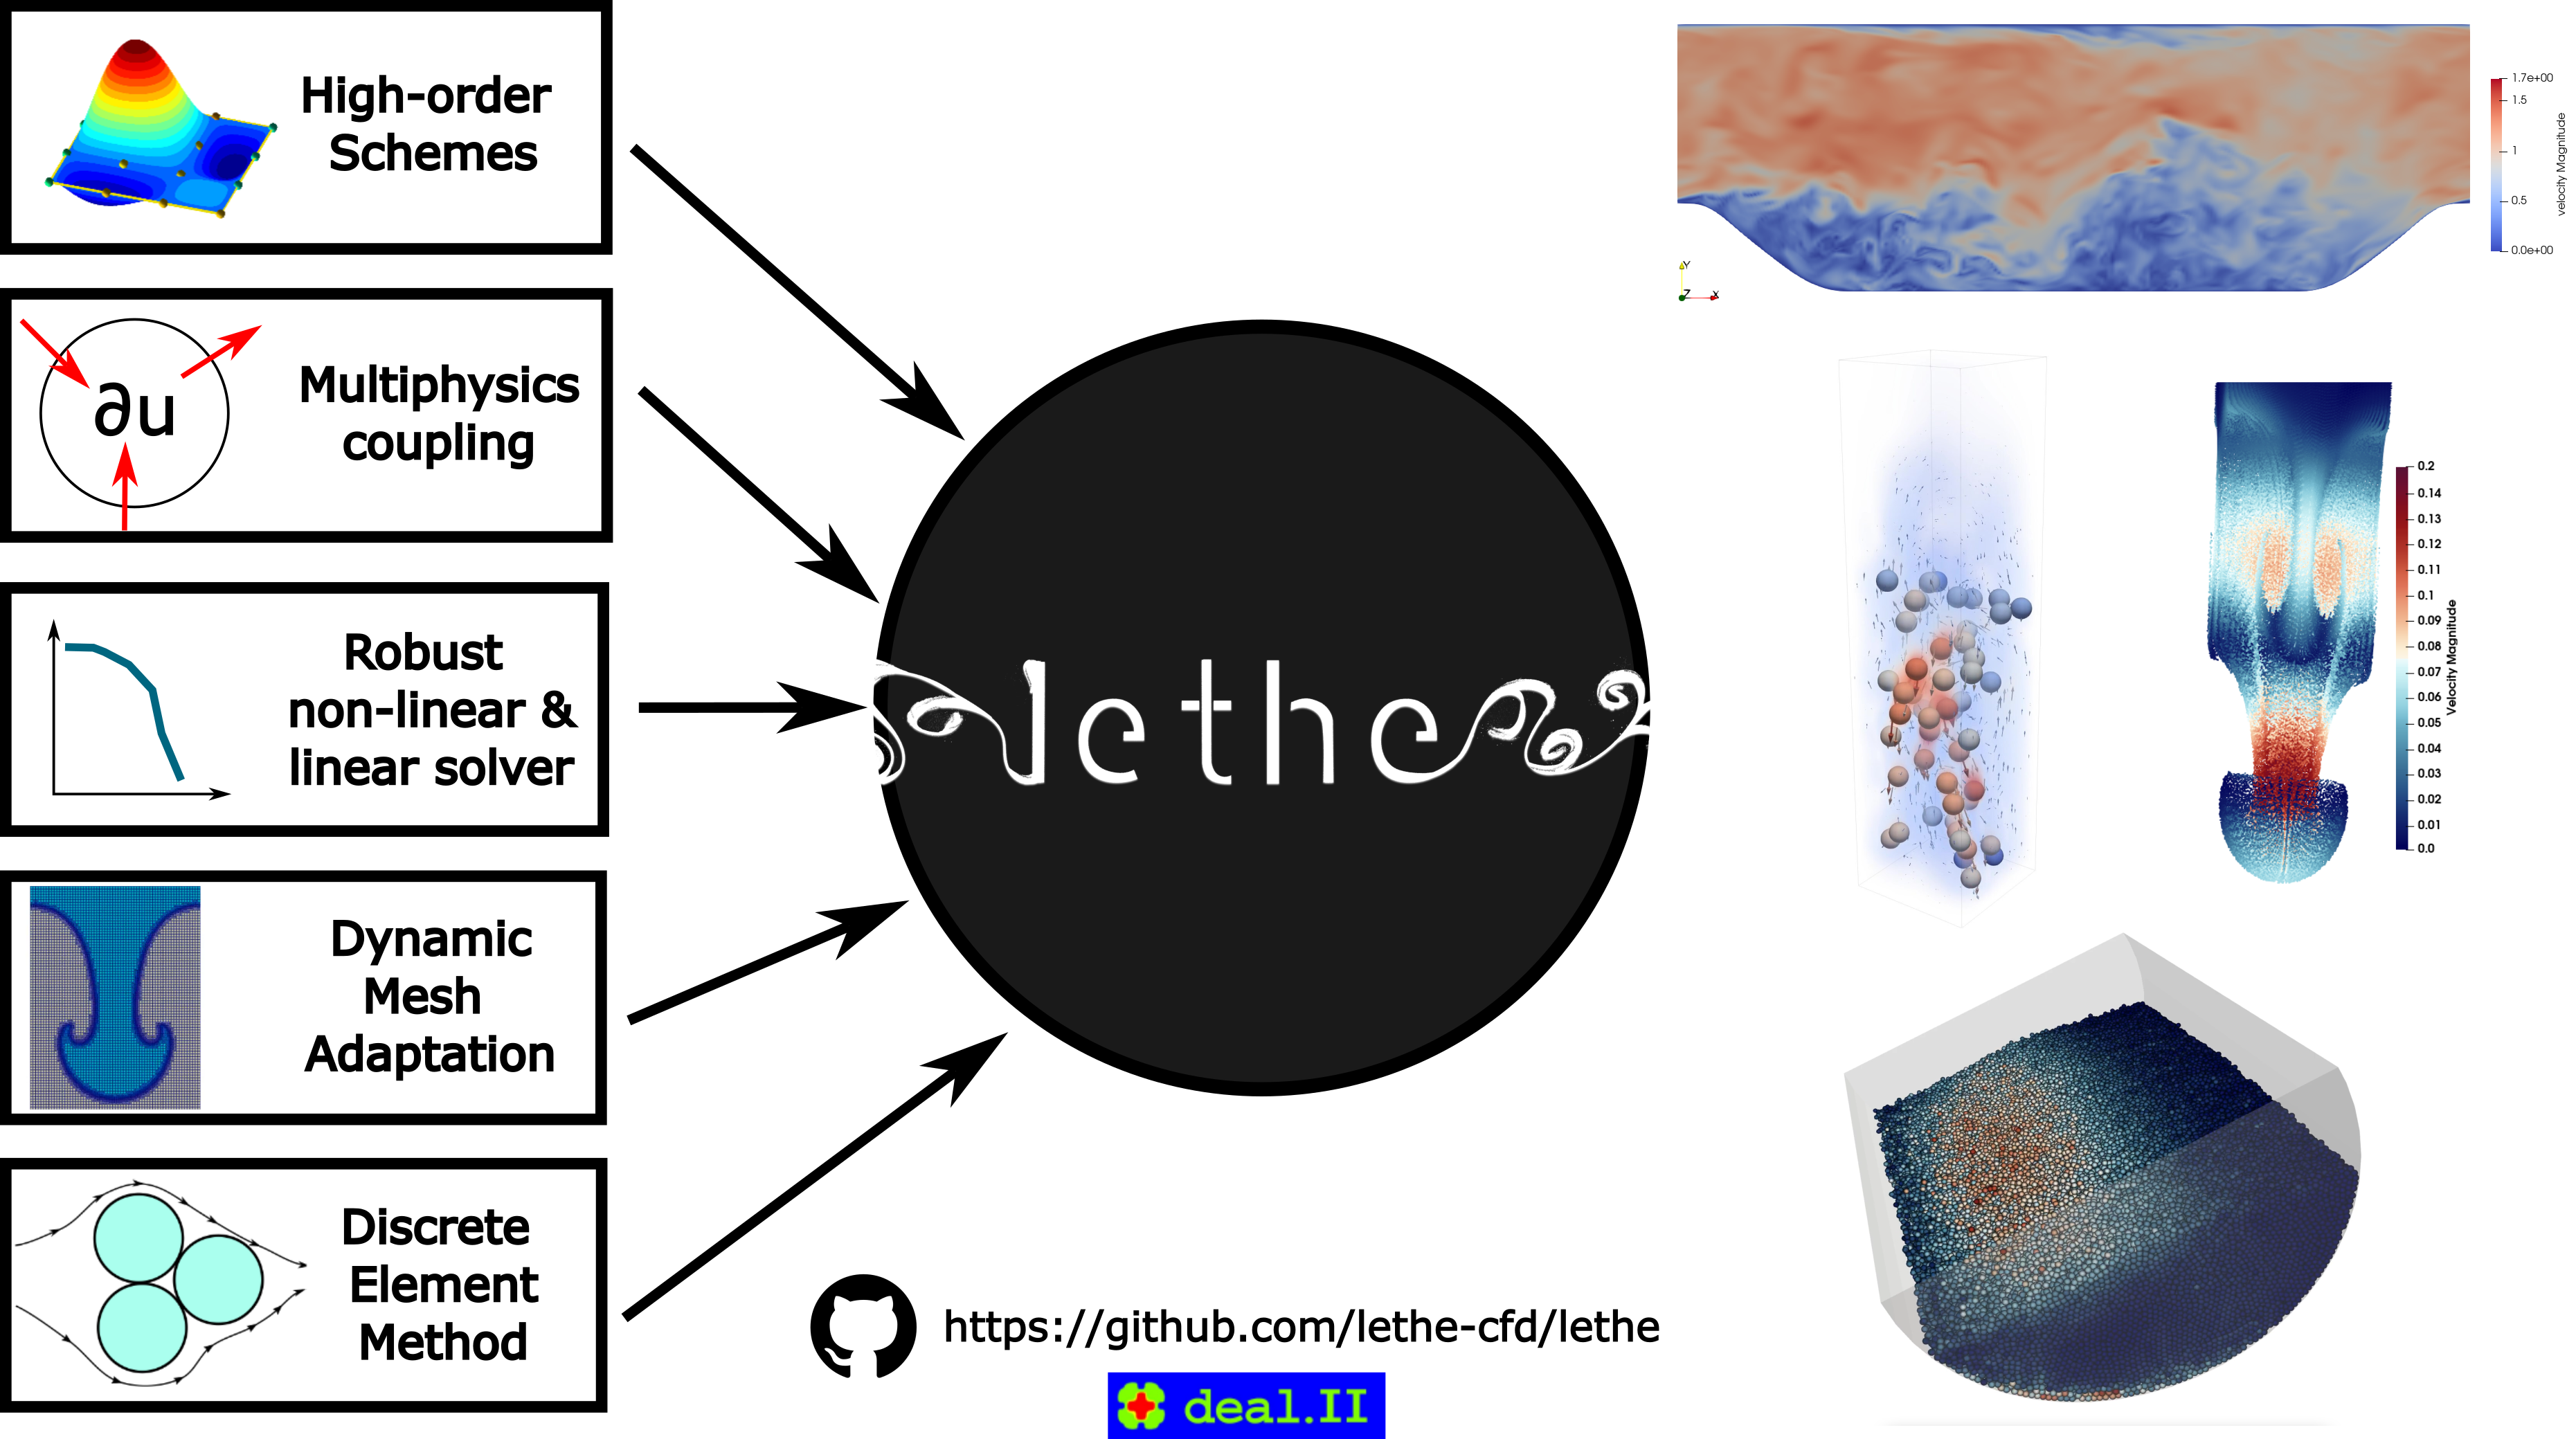 High-order
Schemes
∂u
Multiphysics
coupling
Robust
non-linear &
linear solver
Dynamic
Mesh
Adaptation
Discrete
Element
Method
lethe
https://github.com/lethe-cfd/lethe
deal.II
1.7e+00
1.5
1
0.5
0.0e+00
velocity Magnitude
Y
Z
X
0.2
0.14
0.13
0.12
0.11
0.1
0.09
0.08
0.07
0.06
0.05
0.04
0.03
0.02
0.01
0.0
Velocity Magnitude